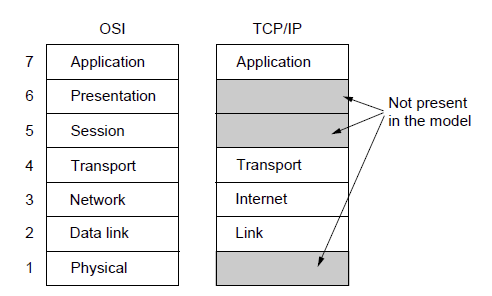 OSI TCP/IP
7 Application Application
6 Presentation
5 Session
4 Transport Transport
3 Network Internet
2 Data link Link
1 Physical
Not present
in the model